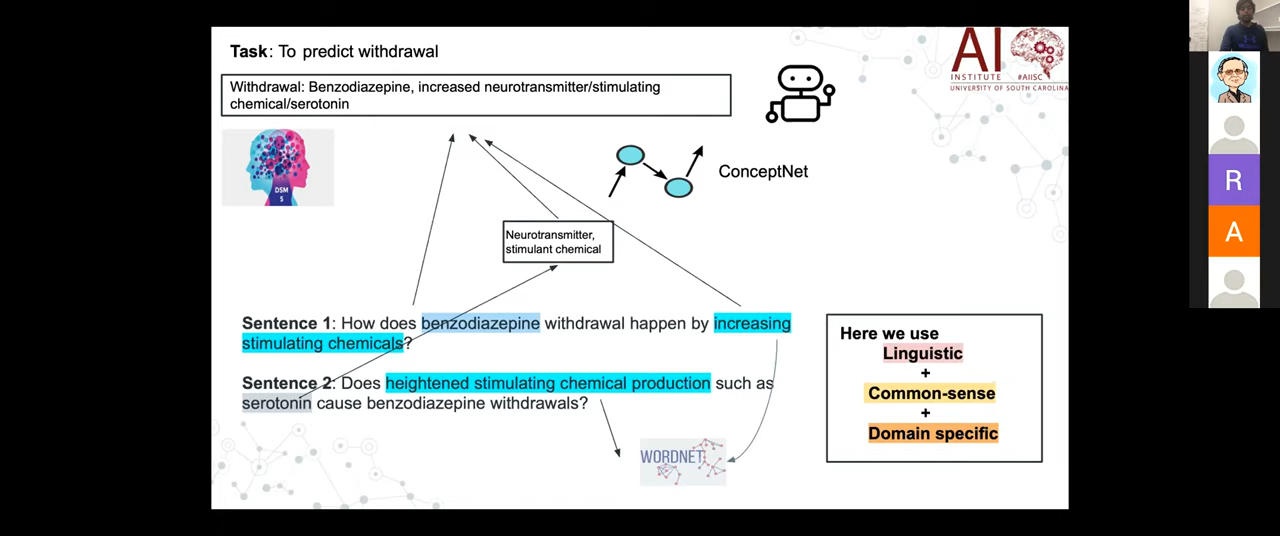 Task: To predict withdrawal
AI
INSTITUTE #AIISC
UNIVERSITY OF SOUTH CAROLINA
Withdrawal: Benzodiazepine, increased neurotransmitter/stimulating
chemical/serotonin
DSM
5
ConceptNet
Neurotransmitter,
stimulant chemical
Sentence 1: How does benzodiazepine withdrawal happen by increasing
stimulating chemicals?
Sentence 2: Does heightened stimulating chemical production such as
serotonin cause benzodiazepine withdrawals?
WORDNET
Here we use
Linguistic
+
Common-sense
+
Domain specific
R
A